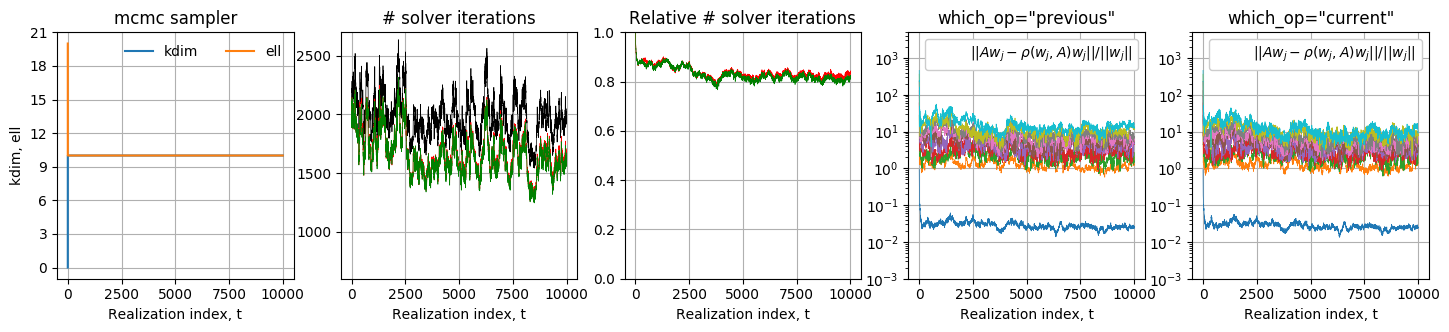 mcmc sampler
kdim ell
kdim, ell
21
18
15
12
9
6
3
0
0 2500 5000 7500 10000
Realization index, t
# solver iterations
2500
2000
1500
1000
0 2500 5000 7500 10000
Realization index, t
Relative # solver iterations
1.0
0.8
0.6
0.4
0.2
0.0
0 2500 5000 7500 10000
Realization index, t
which_op="previous"
||Aw_j − ρ(w_j, A)w_j||/||w_j||
10^3
10^2
10^1
10^0
10^−1
10^−2
10^−3
0 2500 5000 7500 10000
Realization index, t
which_op="current"
||Aw_j − ρ(w_j, A)w_j||/||w_j||
10^3
10^2
10^1
10^0
10^−1
10^−2
10^−3
0 2500 5000 7500 10000
Realization index, t